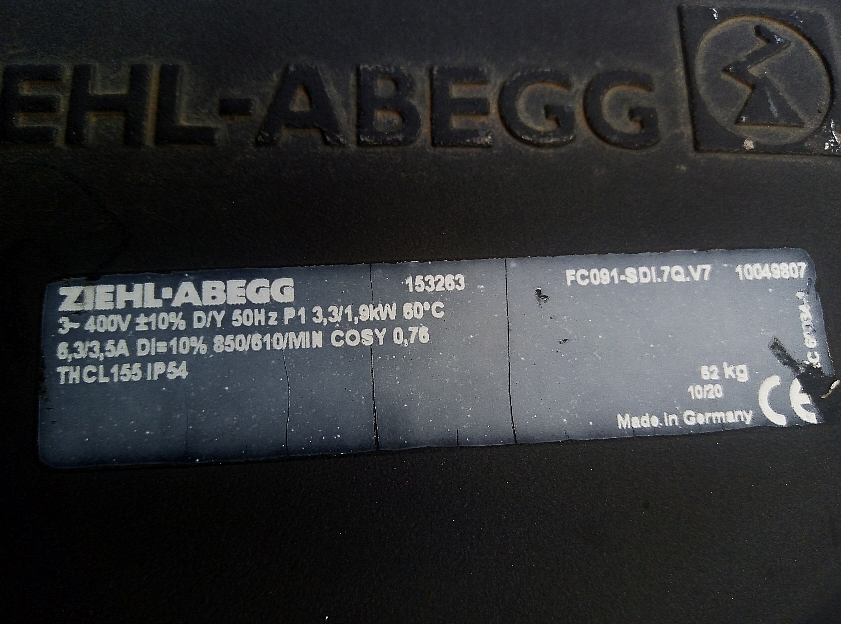 EHL-ABEGG
153263 FC091-SDI.7Q.V7 10049807
ZIEHL-ABEGG
3~ 400V ±10% D/Y 50Hz P1 3,3/1,9kW 60°C
6,3/3,5A DI=10% 850/610/MIN COSY 0,76
THCL155 IP54
62 kg
10/20
Made in Germany CE